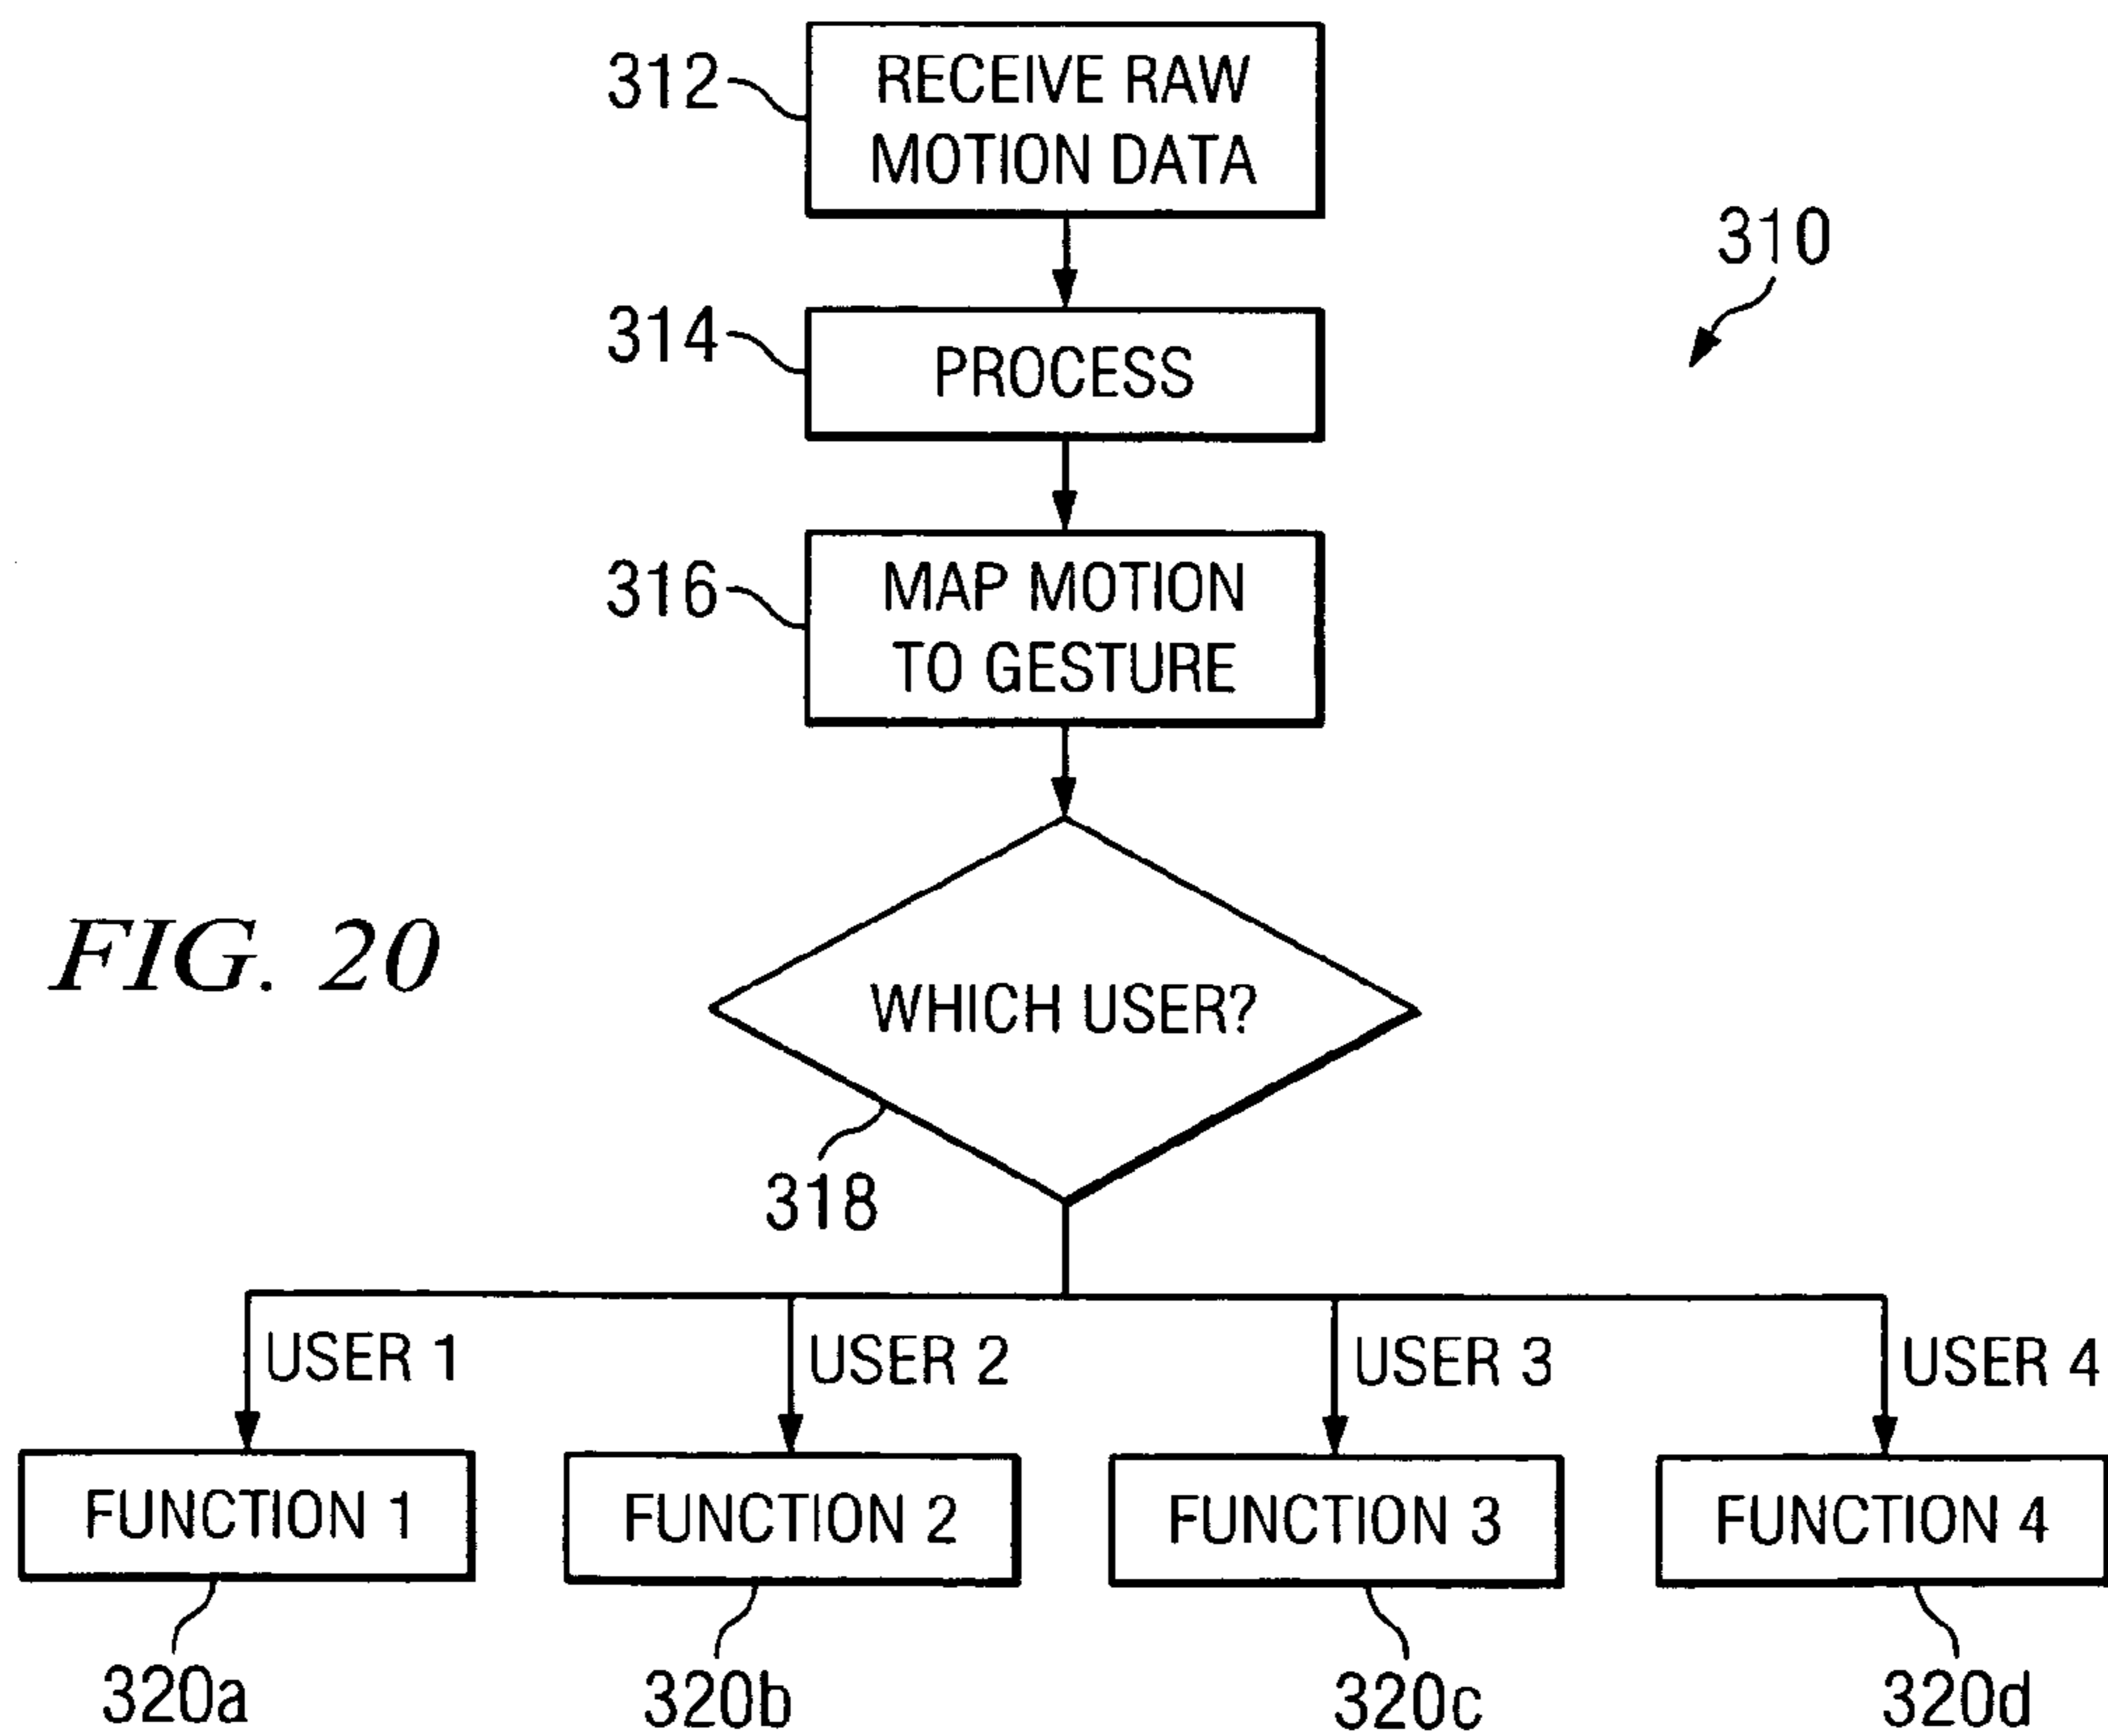 312
RECEIVE RAW
MOTION DATA
310
314
PROCESS
316
MAP MOTION
TO GESTURE
FIG. 20
WHICH USER?
318
USER 1
USER 2
USER 3
USER 4
FUNCTION 1
FUNCTION 2
FUNCTION 3
FUNCTION 4
320a
320b
320c
320d